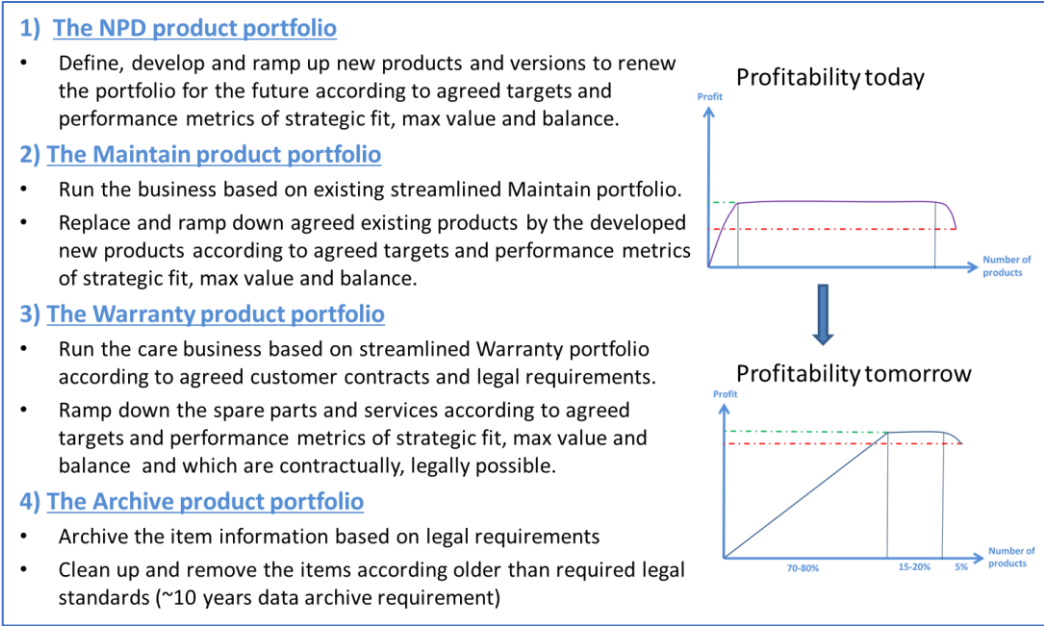 1) The NPD product portfolio
• Define, develop and ramp up new products and versions to renew
the portfolio for the future according to agreed targets and
performance metrics of strategic fit, max value and balance.
2) The Maintain product portfolio
• Run the business based on existing streamlined Maintain portfolio.
• Replace and ramp down agreed existing products by the developed
new products according to agreed targets and performance metrics
of strategic fit, max value and balance.
3) The Warranty product portfolio
• Run the care business based on streamlined Warranty portfolio
according to agreed customer contracts and legal requirements.
• Ramp down the spare parts and services according to agreed
targets and performance metrics of strategic fit, max value and
balance and which are contractually, legally possible.
4) The Archive product portfolio
• Archive the item information based on legal requirements
• Clean up and remove the items according older than required legal
standards (~10 years data archive requirement)
Profitability today
Profit
Number of
products
Profitability tomorrow
Profit
Number of
products
70-80%
15-20%
5%